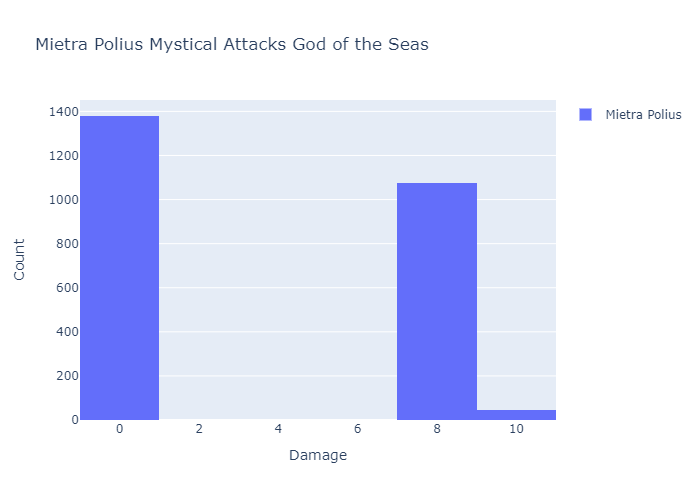 Mietra Polius Mystical Attacks God of the Seas
Mietra Polius
Count
1400
1200
1000
800
600
400
200
0
0 2 4 6 8 10
Damage